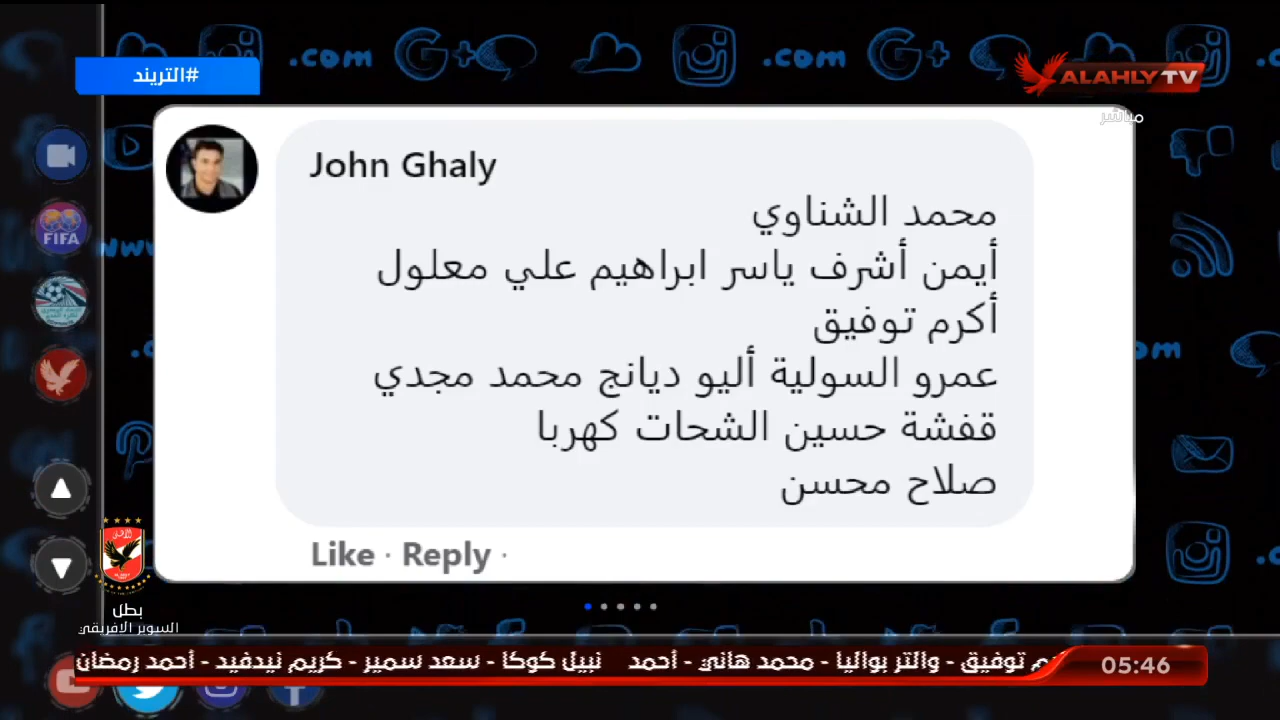 #التريند
ALAHLY TV
مباشر
John Ghaly
محمد الشناوي
أيمن أشرف ياسر ابراهيم علي معلول
أكرم توفيق
عمرو السولية أليو ديانج محمد مجدي
قفشة حسين الشحات كهربا
صلاح محسن
Like · Reply ·
FIFA
بطل
السوبر الافريقي
توفيق - والتر بواليا - محمد هاني - أحمد نبيل كوكا - سعد سمير - كريم نيدفيد - أحمد رمضان
05:46
.com
G+
.com
G+